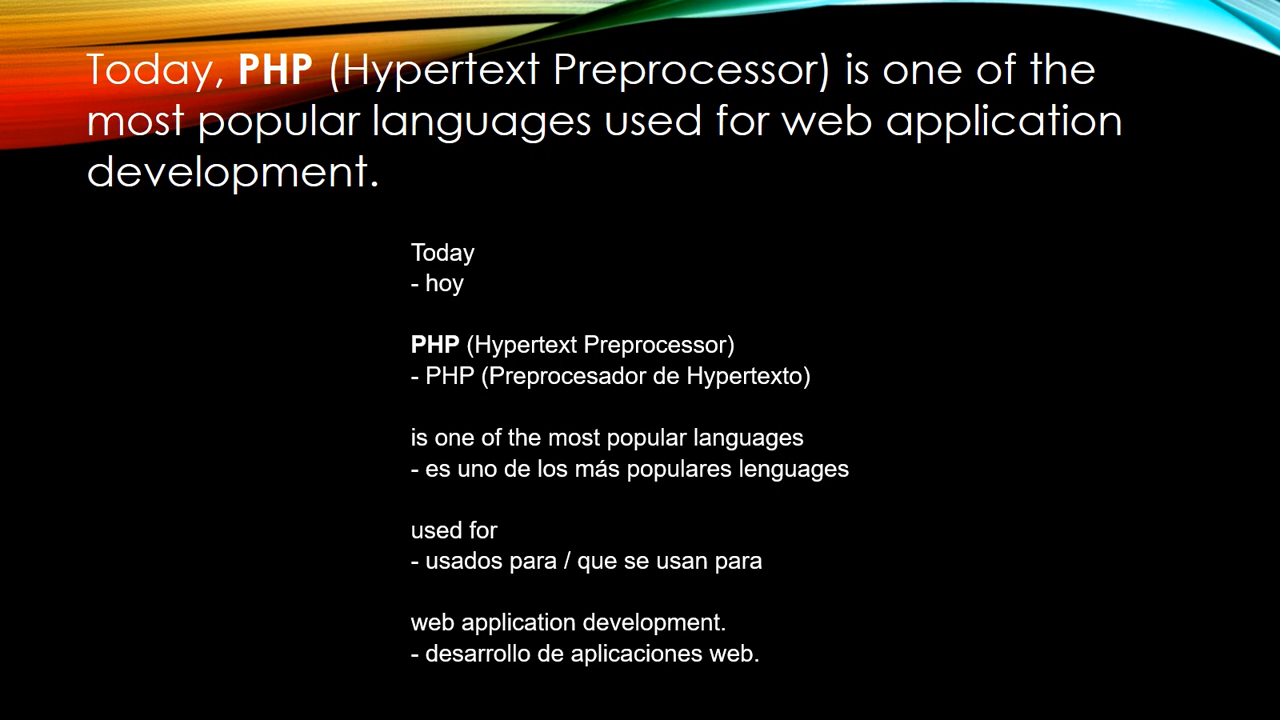 Today, PHP (Hypertext Preprocessor) is one of the
most popular languages used for web application
development.
Today
- hoy
PHP (Hypertext Preprocessor)
- PHP (Preprocesador de Hypertexto)
is one of the most popular languages
- es uno de los más populares lenguages
used for
- usados para / que se usan para
web application development.
- desarrollo de aplicaciones web.